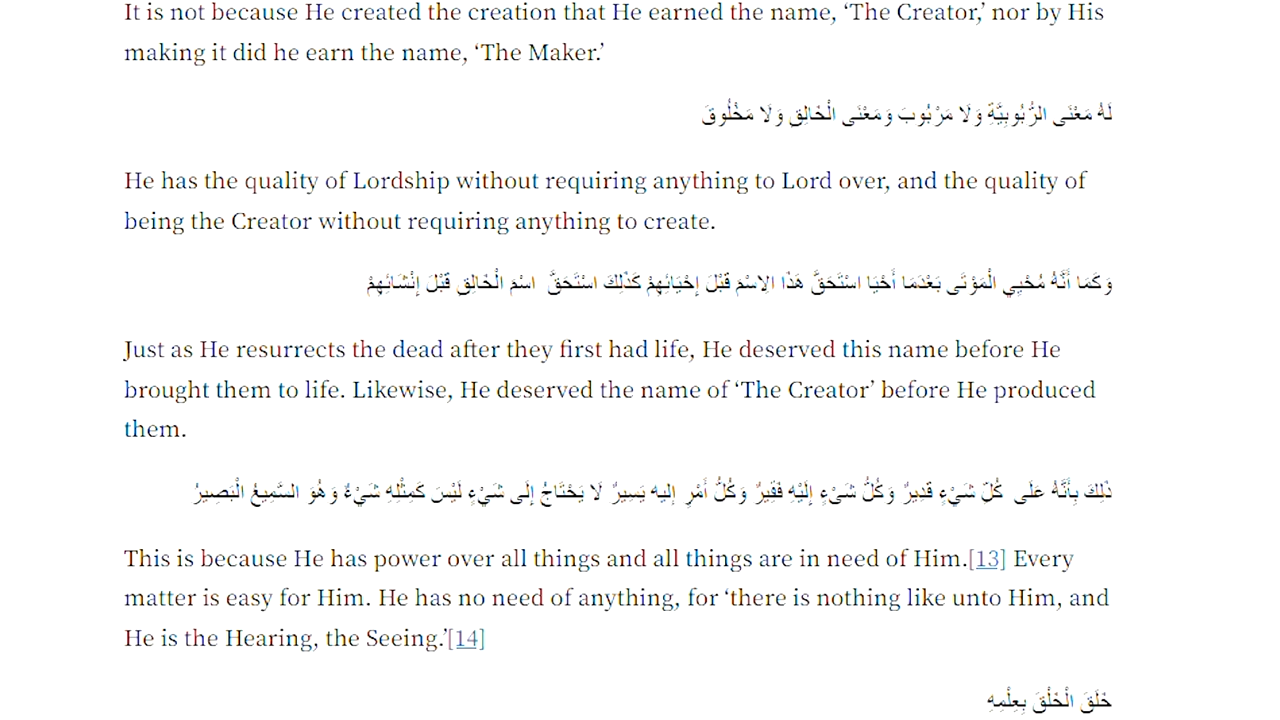 It is not because He created the creation that He earned the name, ‘The Creator,’ nor by His
making it did he earn the name, ‘The Maker.’
لَهُ مَعْنَى الرُّبُوبِيَّةِ وَلَا مَرْبُوبَ وَمَعْنَى الْخَالِقِ وَلَا مَخْلُوقَ
He has the quality of Lordship without requiring anything to Lord over, and the quality of
being the Creator without requiring anything to create.
وَكَمَا أَنَّهُ مُحْيِي الْمَوْتَى بَعْدَمَا أَحْيَا اسْتَحَقَّ هَذَا الِاسْمَ قَبْلَ إِحْيَائِهِمْ كَذَلِكَ اسْتَحَقَّ اسْمَ الْخَالِقِ قَبْلَ إِنْشَائِهِمْ
Just as He resurrects the dead after they first had life, He deserved this name before He
brought them to life. Likewise, He deserved the name of ‘The Creator’ before He produced
them.
ذَلِكَ بِأَنَّهُ عَلَى كُلِّ شَيْءٍ قَدِيرٌ وَكُلُّ شَيْءٍ إِلَيْهِ فَقِيرٌ وَكُلُّ أَمْرٍ إليه يَسِيرٌ لَا يَحْتَاجُ إِلَى شَيْءٍ لَيْسَ كَمِثْلِهِ شَيْءٌ وَهُوَ السَّمِيعُ الْبَصِيرُ
This is because He has power over all things and all things are in need of Him.[13] Every
matter is easy for Him. He has no need of anything, for ‘there is nothing like unto Him, and
He is the Hearing, the Seeing.’[14]
خَلَقَ الْخَلْقَ بِعِلْمِهِ